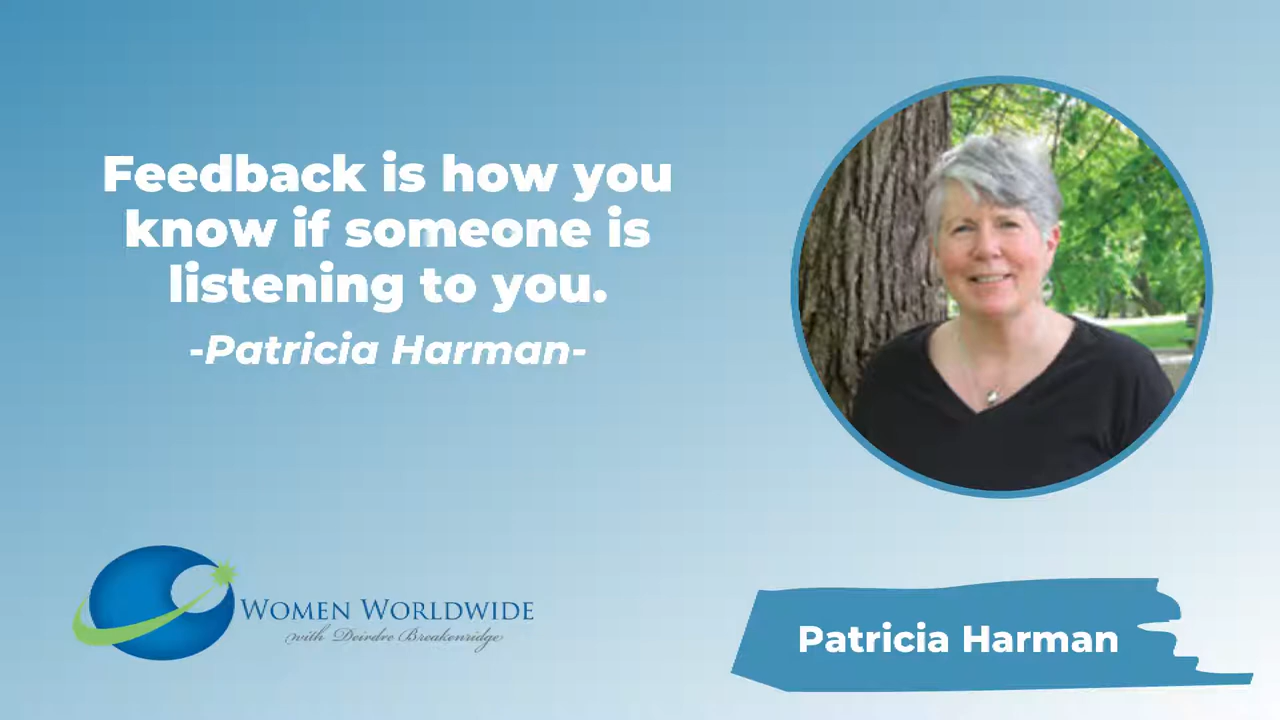 Feedback is how you
know if someone is
listening to you.
-Patricia Harman-
WOMEN WORLDWIDE
with Deirdre Breakenridge
Patricia Harman